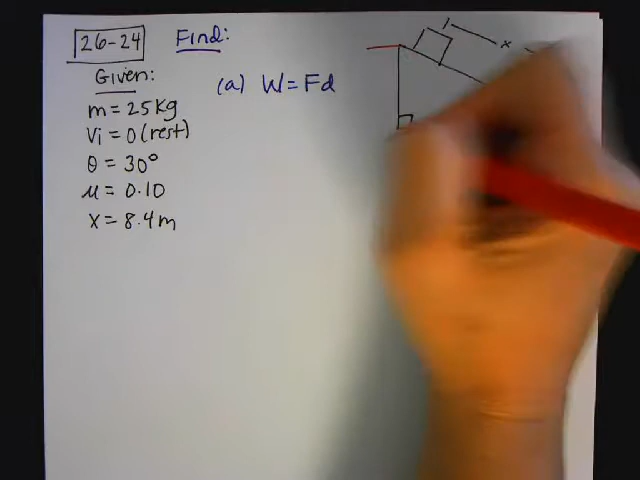 26-24
Find:
Given:
(a) W = Fd
m = 25 Kg
Vi = 0 (rest)
θ = 30°
μ = 0.10
x = 8.4 m
x